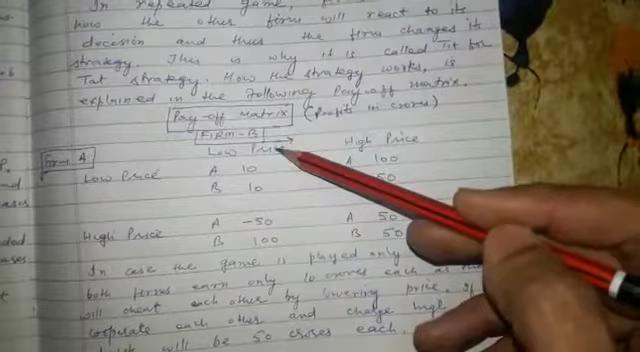 In repeated game,
how the other firms will react to its
decision and thus the firm changes its
strategy. This is why it is called tit for
Tat strategy. How the strategy works, is
explained in the following Pay-off matrix.
Pay-off Matrix (Profits in crores)
FIRM-B
Firm A Low Price High Price
Low Price A 10 A 100
B 10 50
High Price A -50 A 50
B 100 B 50
In case the game is played only
both firms earn only 10 crores each as
will cheat each other by lowering price.
cooperate each other and charge high
will be 50 crores each.